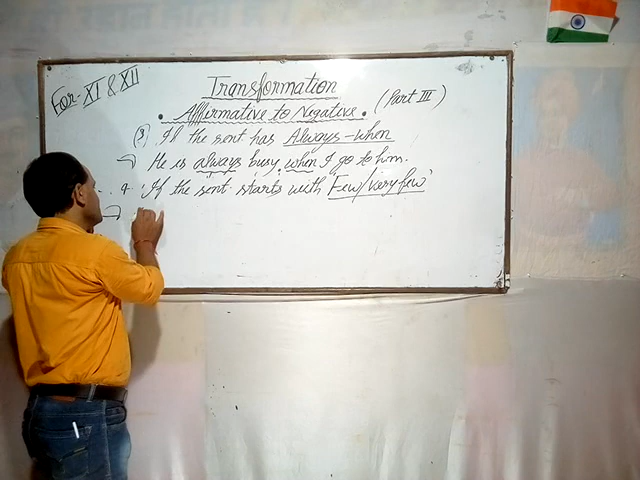 For XI & XII
Transformation
• Affirmative to Negative • (Part III)
(3) If the sent has Always-when
→ He is always busy when I go to him.
4. If the sent starts with Few/very few